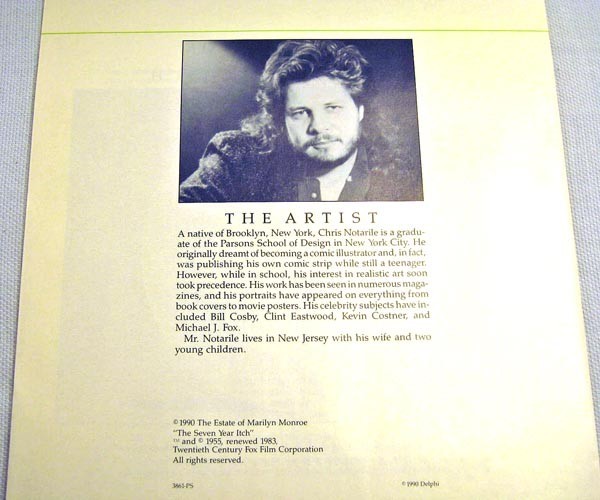 THE ARTIST
A native of Brooklyn, New York, Chris Notarile is a gradu-
ate of the Parsons School of Design in New York City. He
originally dreamt of becoming a comic illustrator and, in fact,
was publishing his own comic strip while still a teenager.
However, while in school, his interest in realistic art soon
took precedence. His work has been seen in numerous maga-
zines, and his portraits have appeared on everything from
book covers to movie posters. His celebrity subjects have in-
cluded Bill Cosby, Clint Eastwood, Kevin Costner, and
Michael J. Fox.
Mr. Notarile lives in New Jersey with his wife and two
young children.
© 1990 The Estate of Marilyn Monroe
"The Seven Year Itch"
™ and © 1955, renewed 1983,
Twentieth Century Fox Film Corporation
All rights reserved.
3861-PS
© 1990 Delphi